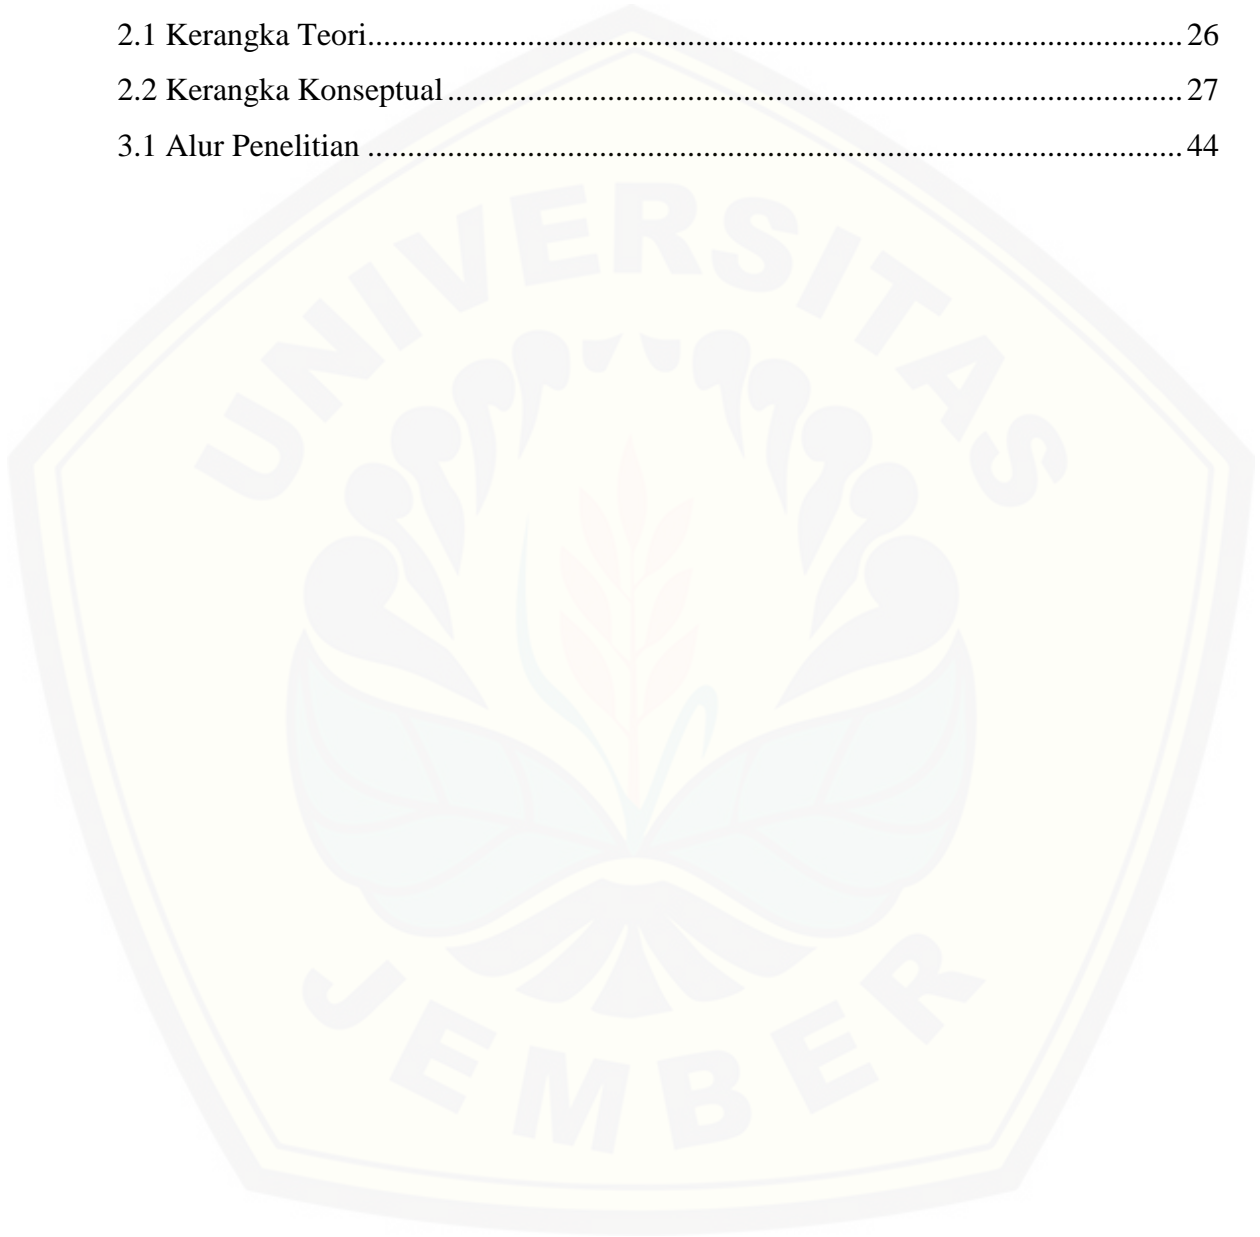 2.1 Kerangka Teori.................................................................................................... 26
2.2 Kerangka Konseptual.......................................................................................... 27
3.1 Alur Penelitian .................................................................................................... 44
UNIVERSITAS
JEMBER